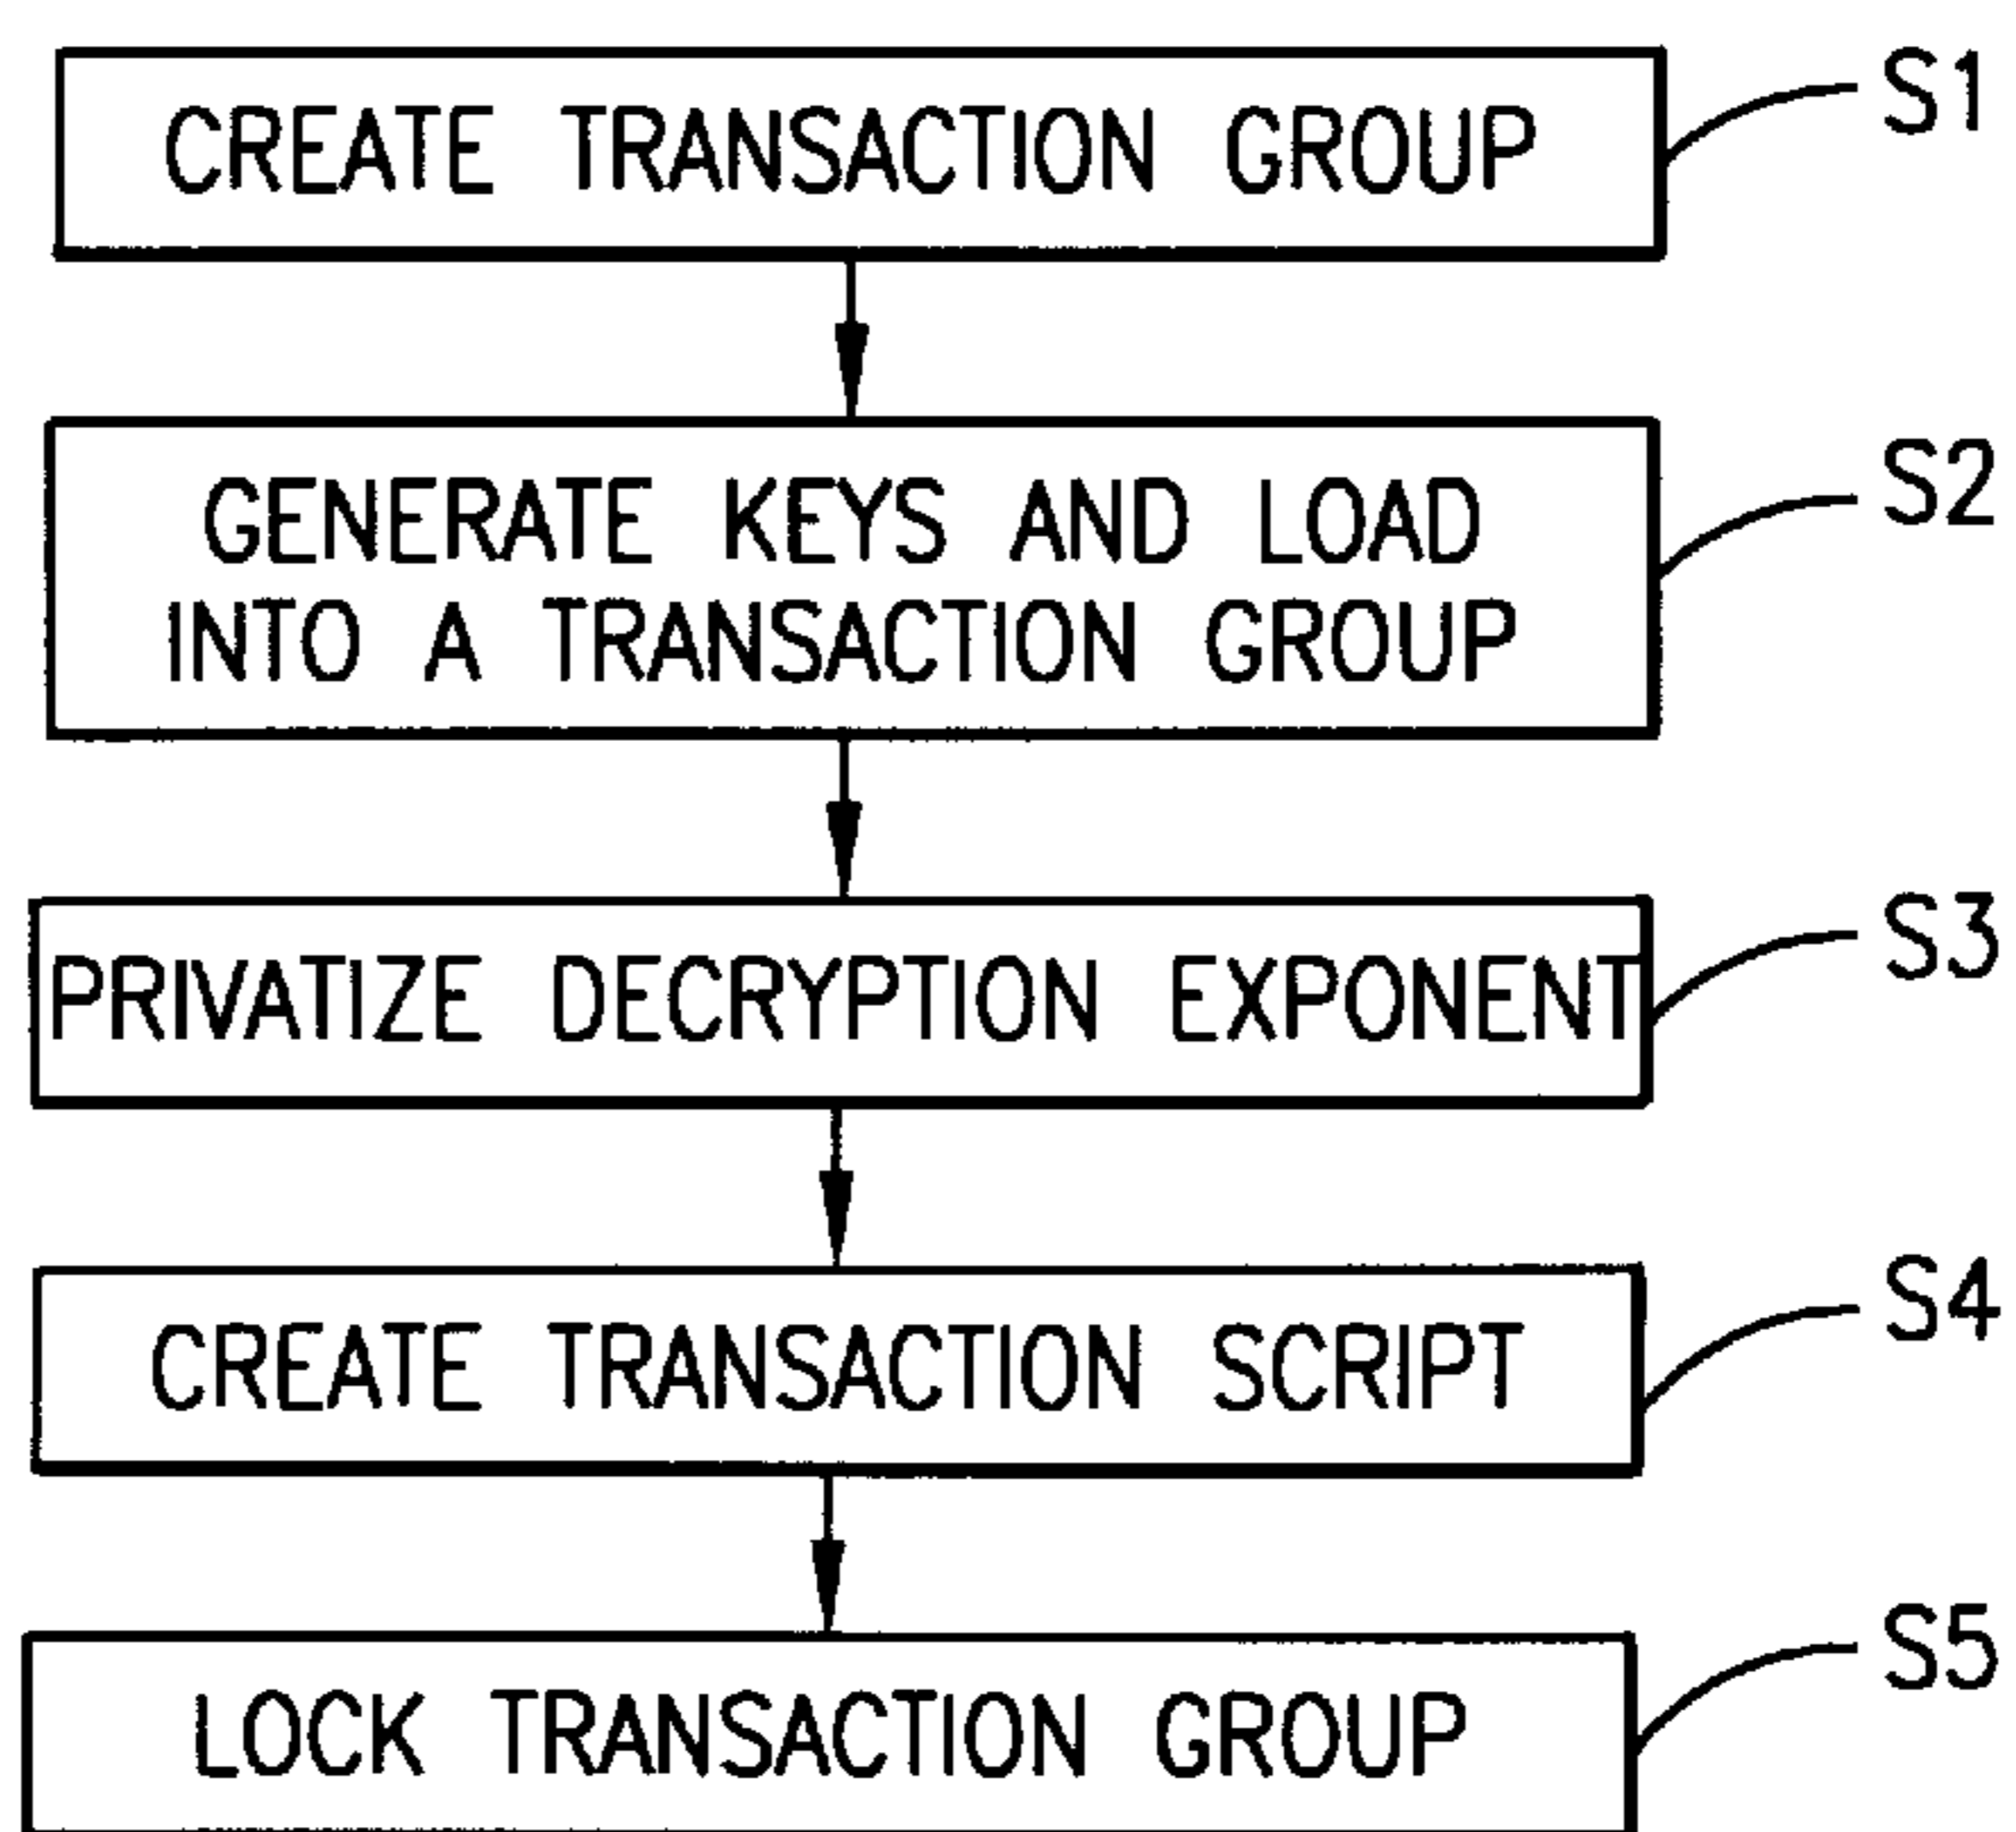 CREATE TRANSACTION GROUP
S1
GENERATE KEYS AND LOAD
INTO A TRANSACTION GROUP
S2
PRIVATIZE DECRYPTION EXPONENT
S3
CREATE TRANSACTION SCRIPT
S4
LOCK TRANSACTION GROUP
S5